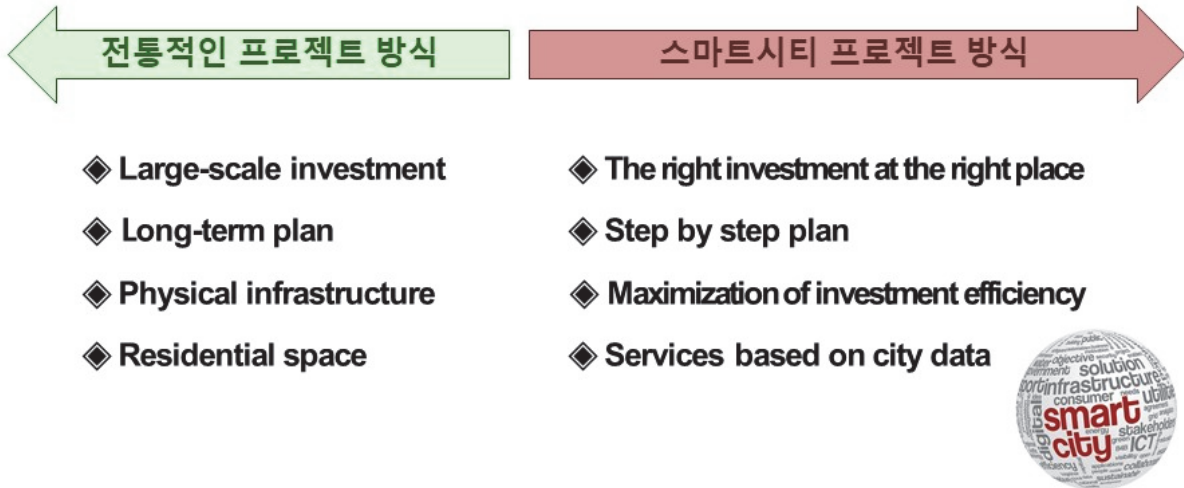 전통적인 프로젝트 방식
스마트시티 프로젝트 방식
◈ Large-scale investment
◈ Long-term plan
◈ Physical infrastructure
◈ Residential space
◈ The right investment at the right place
◈ Step by step plan
◈ Maximization of investment efficiency
◈ Services based on city data
objective
solution
infrastructure
consumer
digital
smart
city
energy
stakeholder
ICT